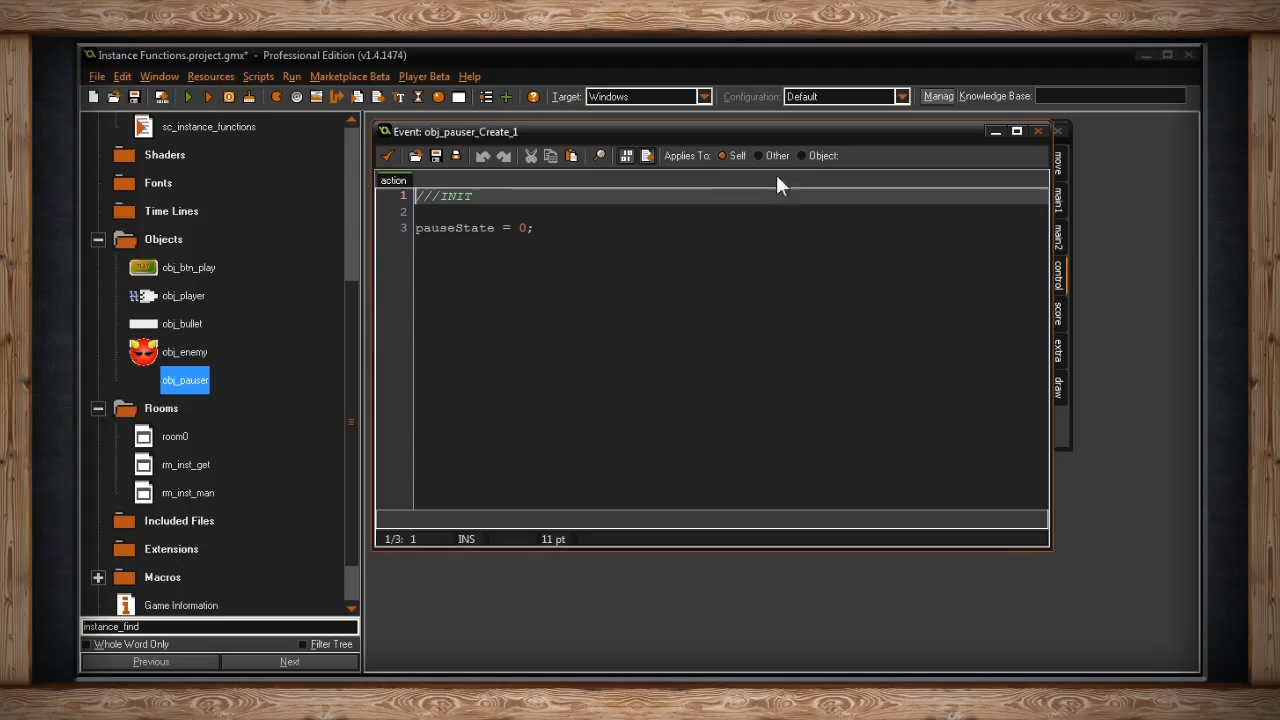 Instance Functions.project.gmx* - Professional Edition (v1.4.1474)
File Edit Window Resources Scripts Run Marketplace Beta Player Beta Help
Target: Windows Configuration: Default Manag Knowledge Base:
sc_instance_functions
Shaders
Fonts
Time Lines
Objects
obj_btn_play
obj_player
obj_bullet
obj_enemy
obj_pauser
Rooms
room0
rm_inst_get
rm_inst_man
Included Files
Extensions
Macros
Game Information
instance_find
Whole Word Only Filter Tree
Previous Next
Event: obj_pauser_Create_1
Applies To: Self Other Object:
action
1 ///INIT
2
3 pauseState = 0;
1/3: 1 INS 11 pt
move
main1
main2
control
score
extra
draw